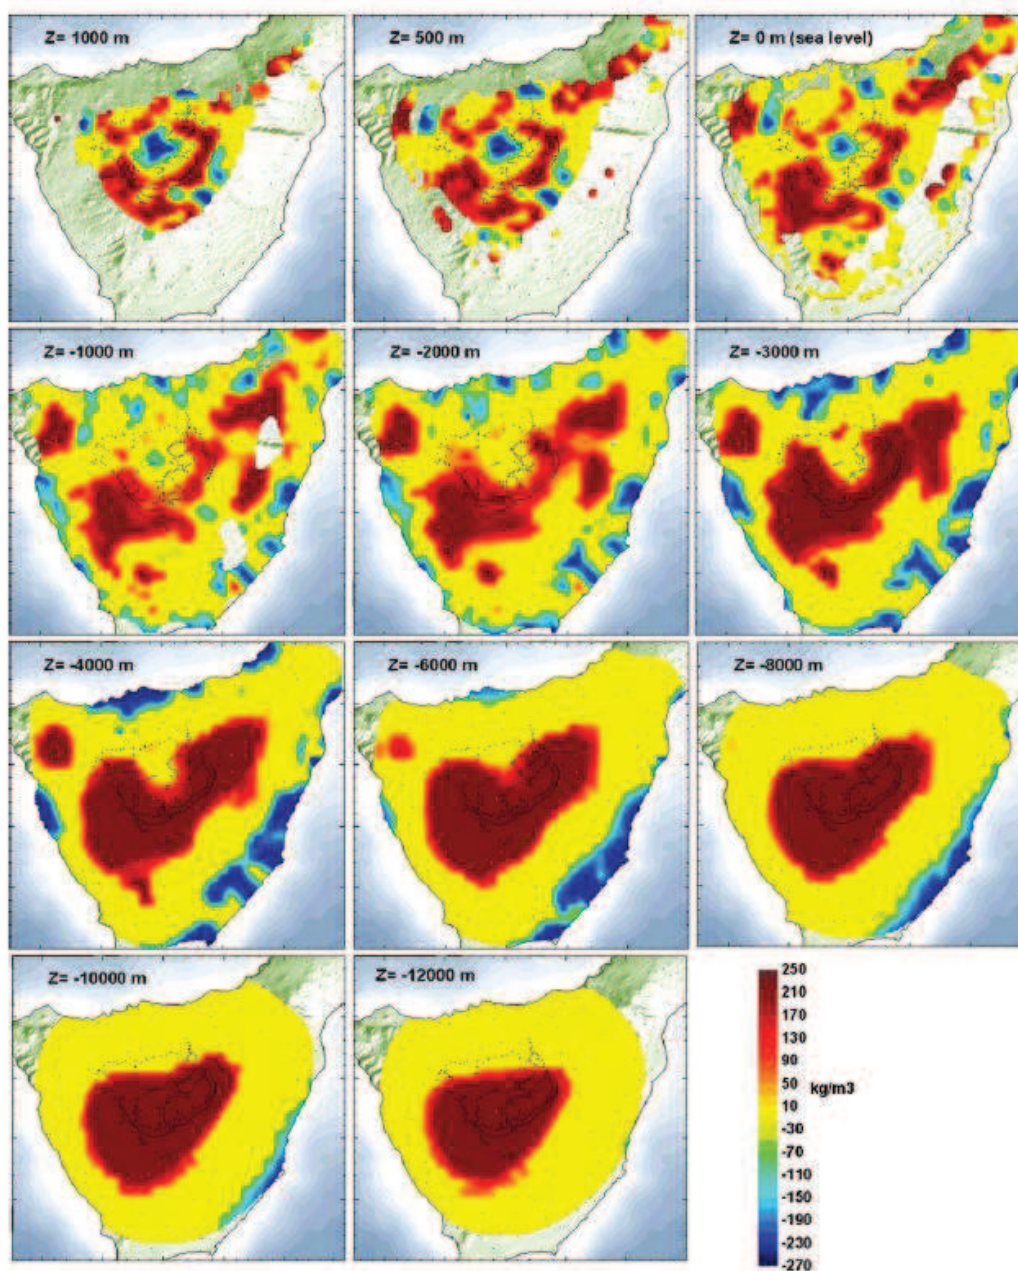 Z= 1000 m
Z= 500 m
Z= 0 m (sea level)
Z= -1000 m
Z= -2000 m
Z= -3000 m
Z= -4000 m
Z= -6000 m
Z= -8000 m
Z= -10000 m
Z= -12000 m
250
210
170
130
90
50
10
-30
-70
-110
-150
-190
-230
-270
kg/m3